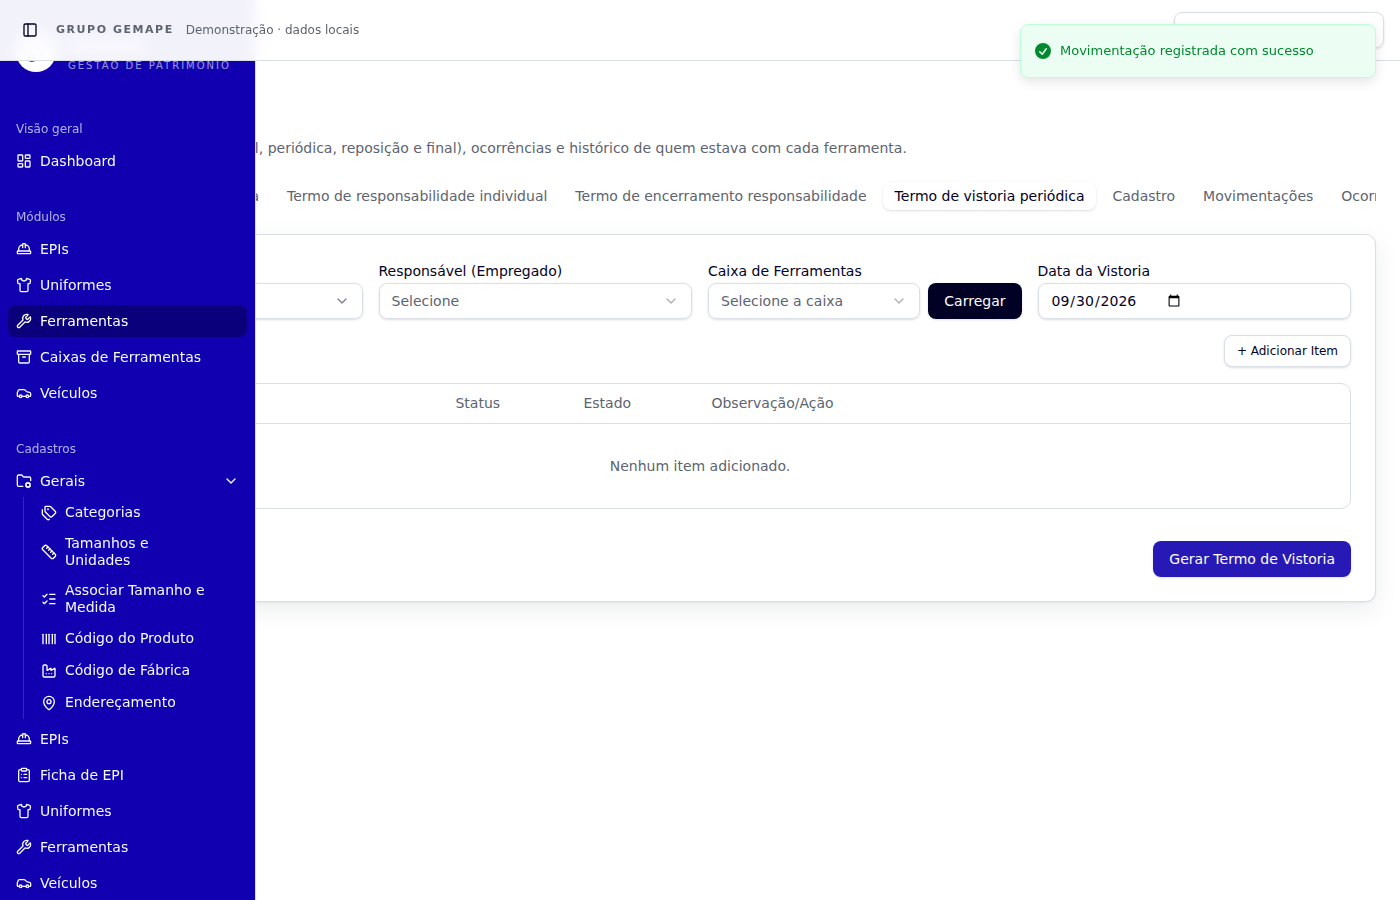 GRUPO GEMAPE Demonstração · dados locais
Movimentação registrada com sucesso
GESTÃO DE PATRIMÔNIO
Visão geral
Dashboard
Módulos
EPIs
Uniformes
Ferramentas
Caixas de Ferramentas
Veículos
Cadastros
Gerais
Categorias
Tamanhos e
Unidades
Associar Tamanho e
Medida
Código do Produto
Código de Fábrica
Endereçamento
EPIs
Ficha de EPI
Uniformes
Ferramentas
Veículos
l, periódica, reposição e final), ocorrências e histórico de quem estava com cada ferramenta.
a Termo de responsabilidade individual Termo de encerramento responsabilidade Termo de vistoria periódica Cadastro Movimentações Ocorr
Responsável (Empregado) Caixa de Ferramentas Data da Vistoria
Selecione Selecione a caixa Carregar 09/30/2026
+ Adicionar Item
Status Estado Observação/Ação
Nenhum item adicionado.
Gerar Termo de Vistoria